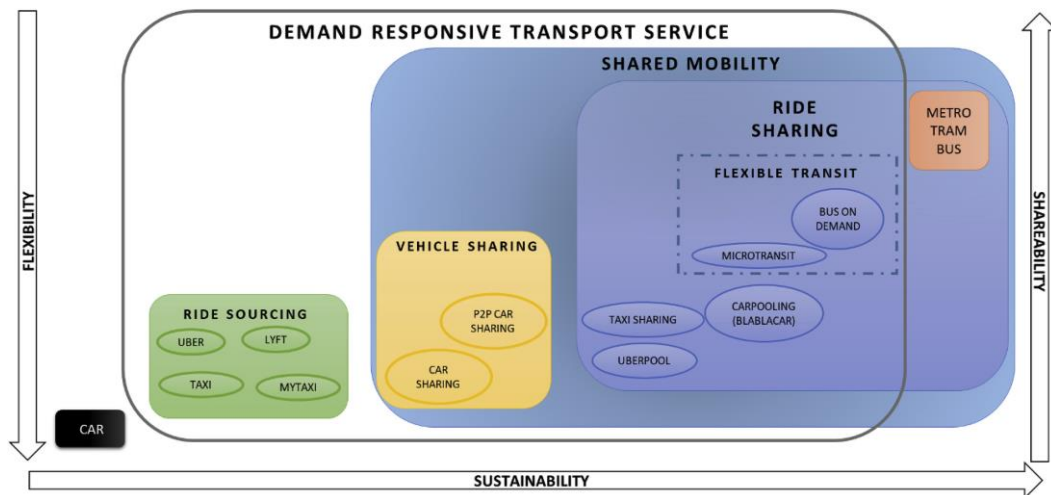 DEMAND RESPONSIVE TRANSPORT SERVICE
SHARED MOBILITY
RIDE
SHARING
METRO
TRAM
BUS
FLEXIBLE TRANSIT
BUS ON
DEMAND
MICROTRANSIT
VEHICLE SHARING
P2P CAR
SHARING
CAR
SHARING
TAXI SHARING
CARPOOLING
(BLABLACAR)
UBERPOOL
RIDE SOURCING
UBER
LYFT
TAXI
MYTAXI
CAR
FLEXIBILITY
SHAREABILITY
SUSTAINABILITY